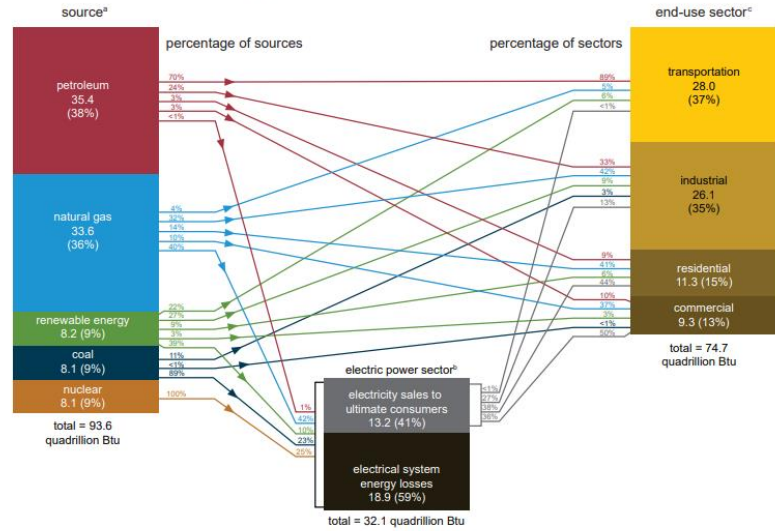 sourceᵃ
end-use sectorᶜ
percentage of sources
percentage of sectors
petroleum
35.4
(38%)
70%
24%
3%
3%
<1%
natural gas
33.6
(36%)
4%
32%
14%
10%
40%
renewable energy
8.2 (9%)
22%
27%
9%
3%
39%
coal
8.1 (9%)
11%
<1%
89%
nuclear
8.1 (9%)
100%
total = 93.6
quadrillion Btu
electric power sectorᵇ
1%
42%
10%
23%
25%
electricity sales to
ultimate consumers
13.2 (41%)
<1%
27%
38%
36%
electrical system
energy losses
18.9 (59%)
total = 32.1 quadrillion Btu
89%
5%
6%
<1%
transportation
28.0
(37%)
33%
42%
9%
3%
13%
industrial
26.1
(35%)
9%
41%
6%
44%
residential
11.3 (15%)
10%
37%
3%
<1%
50%
commercial
9.3 (13%)
total = 74.7
quadrillion Btu